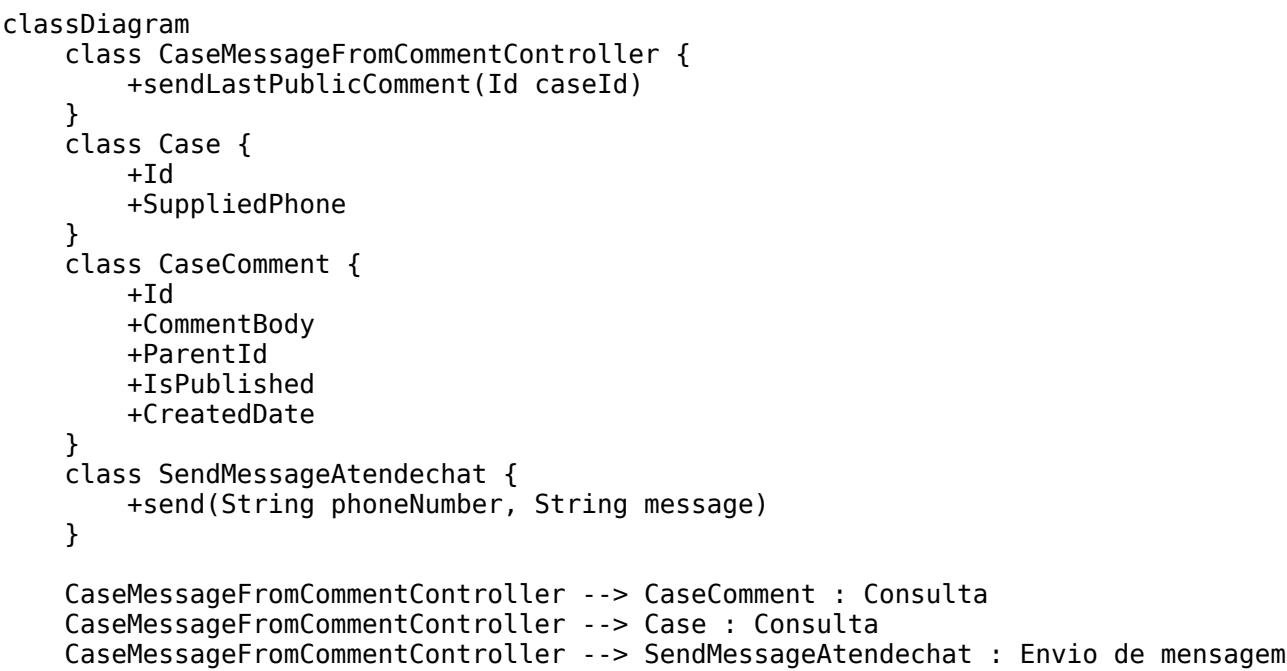 classDiagram
    class CaseMessageFromCommentController {
        +sendLastPublicComment(Id caseId)
    }
    class Case {
        +Id
        +SuppliedPhone
    }
    class CaseComment {
        +Id
        +CommentBody
        +ParentId
        +IsPublished
        +CreatedDate
    }
    class SendMessageAtendechat {
        +send(String phoneNumber, String message)
    }

    CaseMessageFromCommentController --> CaseComment : Consulta
    CaseMessageFromCommentController --> Case : Consulta
    CaseMessageFromCommentController --> SendMessageAtendechat : Envio de mensagem